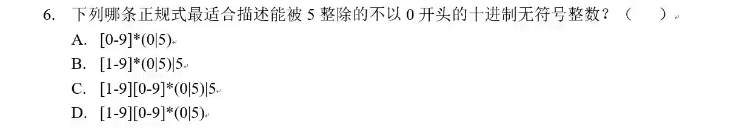 6. 下列哪条正规式最适合描述能被 5 整除的不以 0 开头的十进制无符号整数？（ ）
A. [0-9]*(0|5)
B. [1-9]*(0|5)|5
C. [1-9][0-9]*(0|5)|5
D. [1-9][0-9]*(0|5)